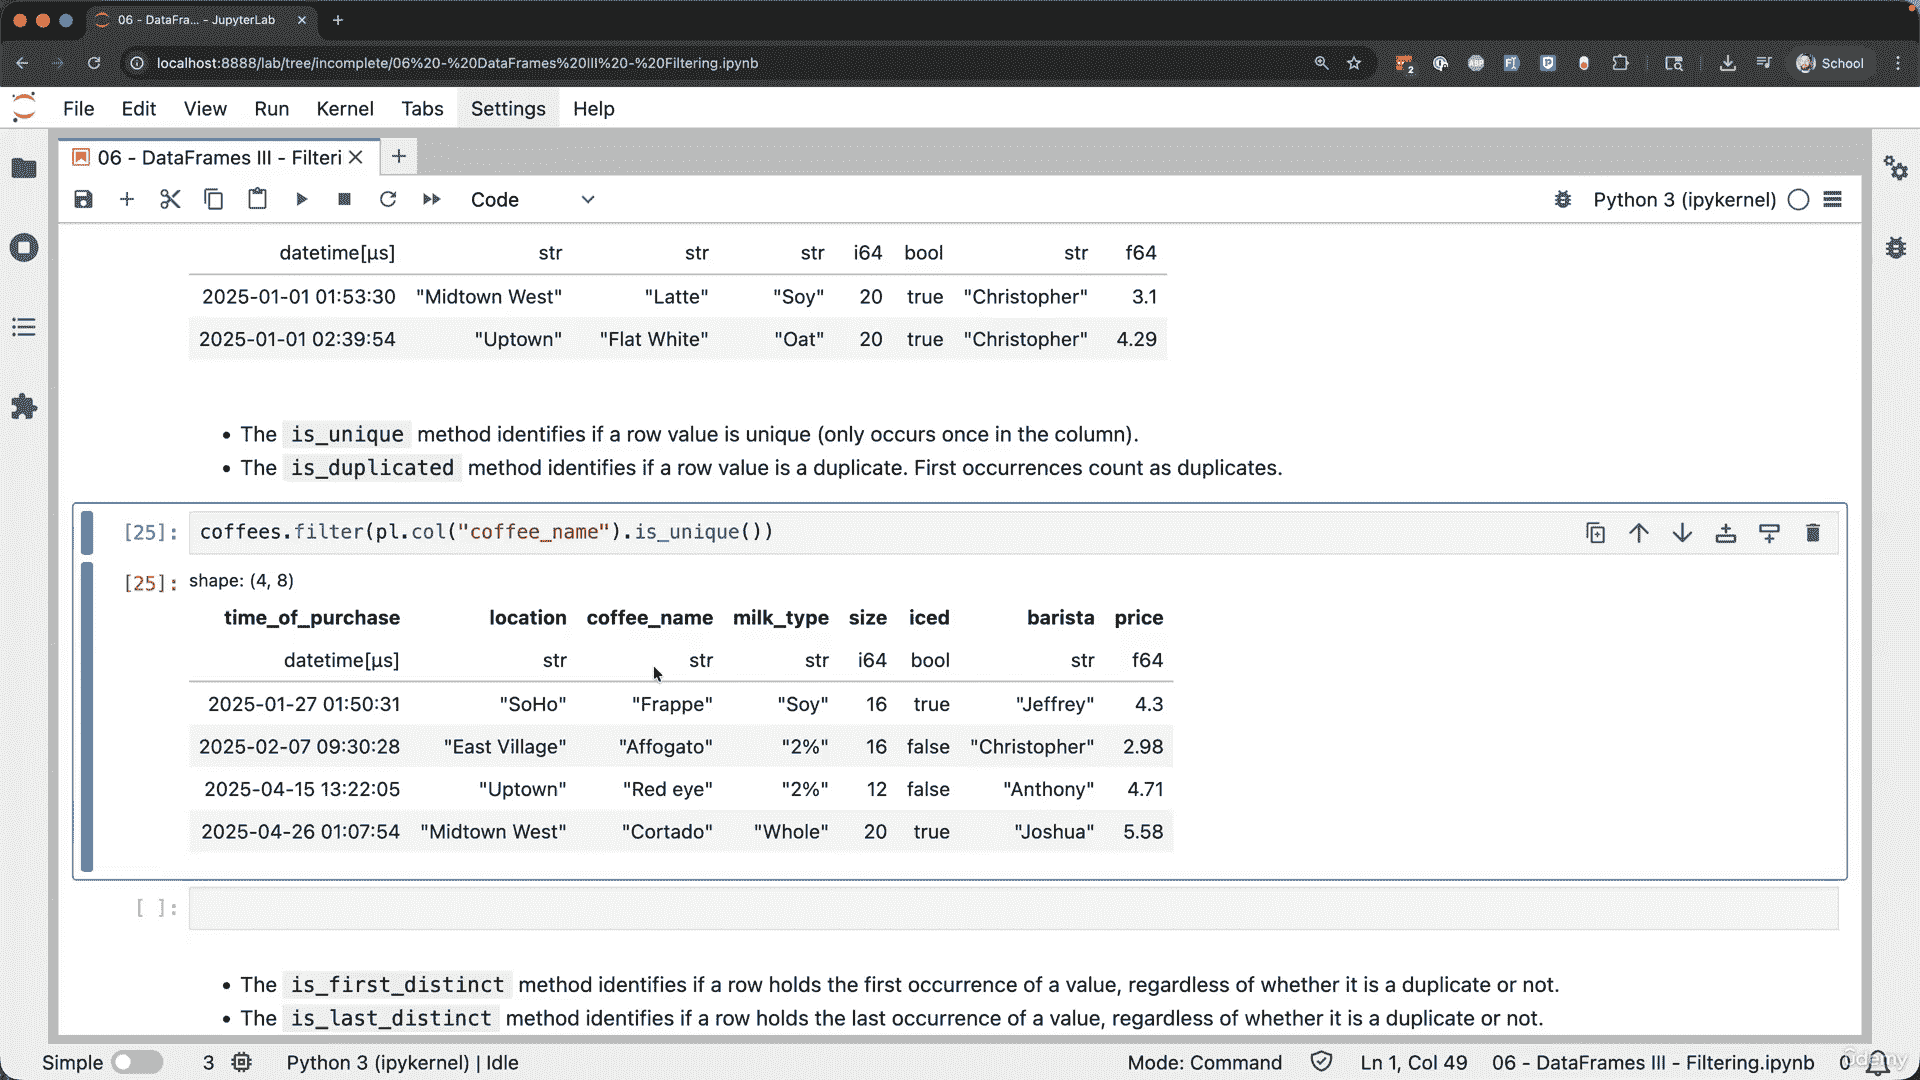 06 - DataFra... - JupyterLab
localhost:8888/lab/tree/incomplete/06%20-%20DataFrames%20III%20-%20Filtering.ipynb
2
ABP
School
File Edit View Run Kernel Tabs Settings Help
06 - DataFrames III - Filteri
Code
Python 3 (ipykernel)
datetime[μs] str str str i64 bool str f64
2025-01-01 01:53:30 "Midtown West" "Latte" "Soy" 20 true "Christopher" 3.1
2025-01-01 02:39:54 "Uptown" "Flat White" "Oat" 20 true "Christopher" 4.29
• The is_unique method identifies if a row value is unique (only occurs once in the column).
• The is_duplicated method identifies if a row value is a duplicate. First occurrences count as duplicates.
[25]: coffees.filter(pl.col("coffee_name").is_unique())
[25]: shape: (4, 8)
time_of_purchase location coffee_name milk_type size iced barista price
datetime[μs] str str str i64 bool str f64
2025-01-27 01:50:31 "SoHo" "Frappe" "Soy" 16 true "Jeffrey" 4.3
2025-02-07 09:30:28 "East Village" "Affogato" "2%" 16 false "Christopher" 2.98
2025-04-15 13:22:05 "Uptown" "Red eye" "2%" 12 false "Anthony" 4.71
2025-04-26 01:07:54 "Midtown West" "Cortado" "Whole" 20 true "Joshua" 5.58
[ ]:
• The is_first_distinct method identifies if a row holds the first occurrence of a value, regardless of whether it is a duplicate or not.
• The is_last_distinct method identifies if a row holds the last occurrence of a value, regardless of whether it is a duplicate or not.
Simple 3 Python 3 (ipykernel) | Idle Mode: Command Ln 1, Col 49 06 - DataFrames III - Filtering.ipynb 0
ûdemy